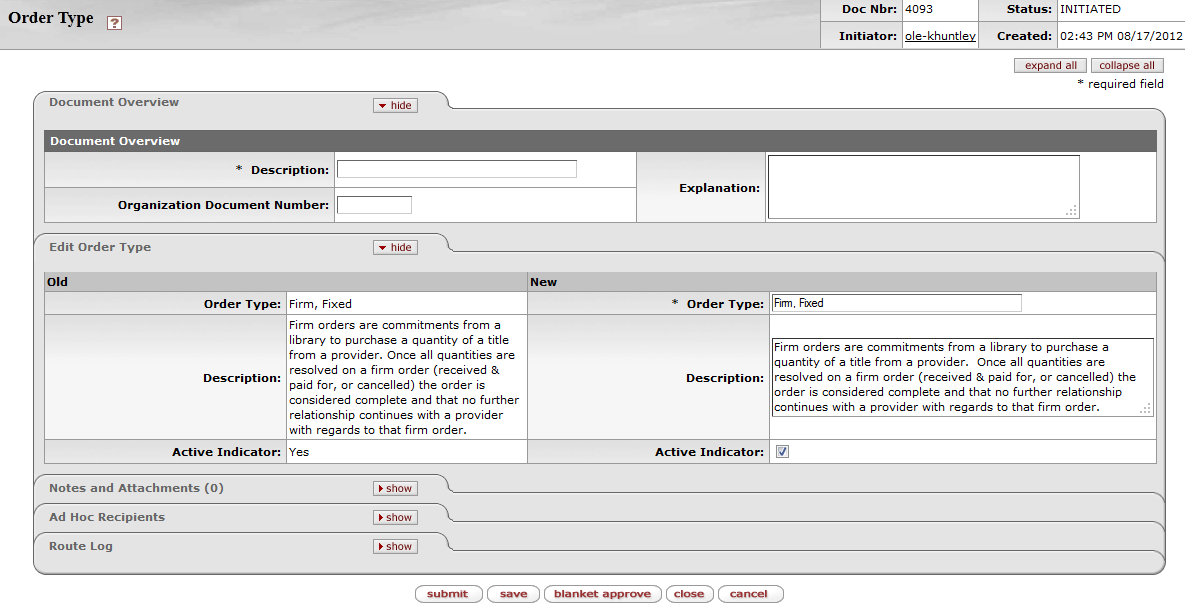 Order Type ?
Doc Nbr: 4093 Status: INITIATED
Initiator: ole-khuntley Created: 02:43 PM 08/17/2012
expand all collapse all
* required field
Document Overview hide
Document Overview
* Description:
Explanation:
Organization Document Number:
Edit Order Type hide
Old New
Order Type: Firm, Fixed * Order Type: Firm, Fixed
Description:
Firm orders are commitments from a
library to purchase a quantity of a title
from a provider. Once all quantities are
resolved on a firm order (received &
paid for, or cancelled) the order is
considered complete and that no further
relationship continues with a provider
with regards to that firm order.
Description:
Firm orders are commitments from a library to purchase a
quantity of a title from a provider.  Once all quantities are
resolved on a firm order (received & paid for, or cancelled) the
order is considered complete and that no further relationship
continues with a provider with regards to that firm order.
Active Indicator: Yes Active Indicator:
Notes and Attachments (0) show
Ad Hoc Recipients show
Route Log show
submit save blanket approve close cancel